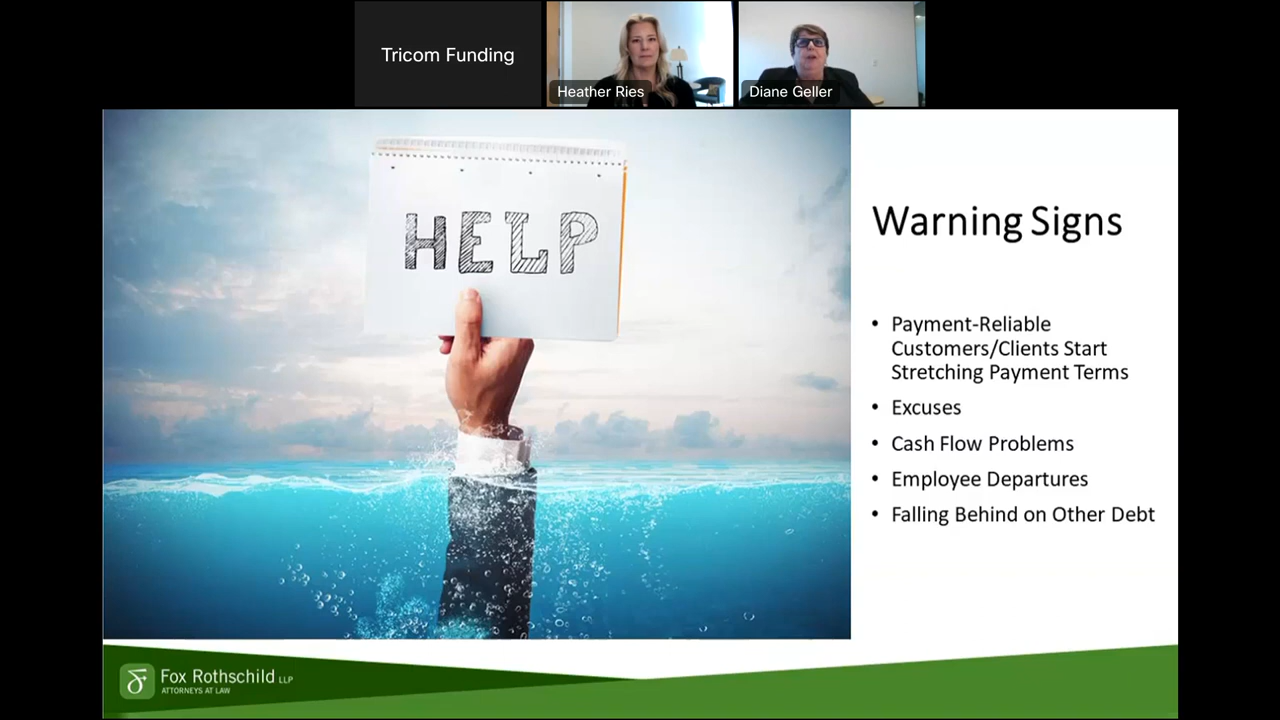 Tricom Funding
Heather Ries
Diane Geller
HELP
Warning Signs
• Payment-Reliable
Customers/Clients Start
Stretching Payment Terms
• Excuses
• Cash Flow Problems
• Employee Departures
• Falling Behind on Other Debt
Fox Rothschild LLP
ATTORNEYS AT LAW